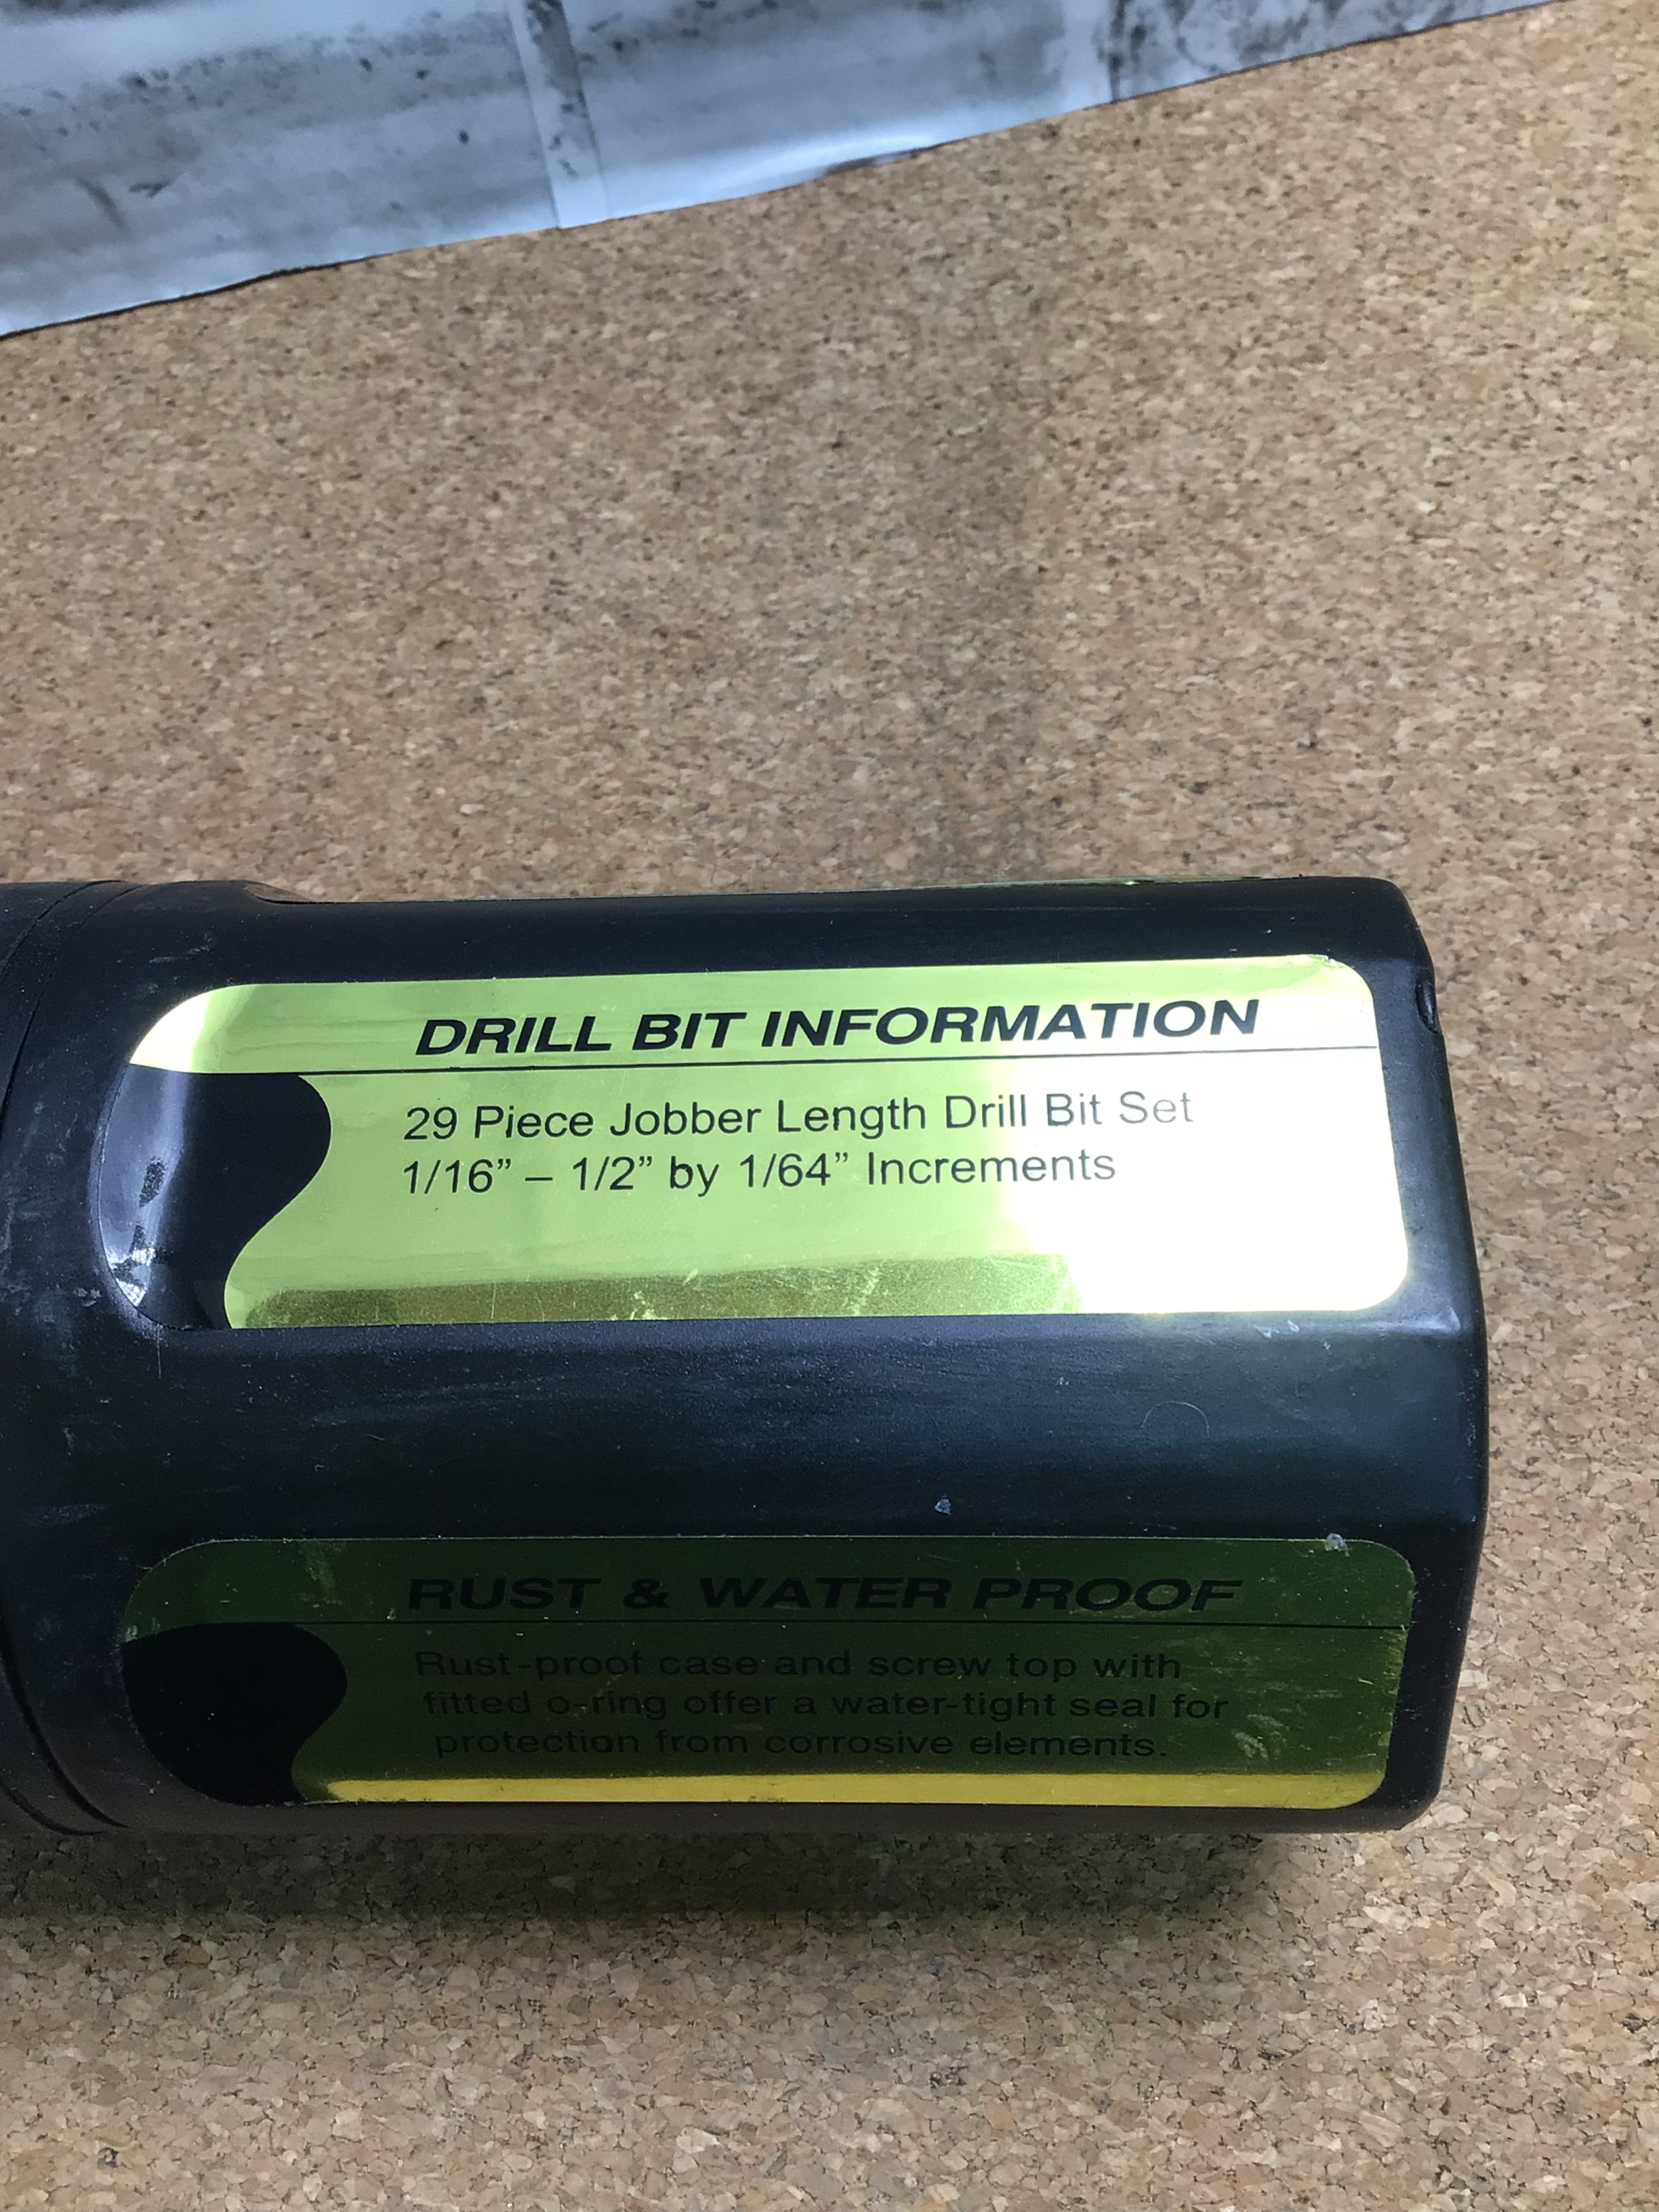 DRILL BIT INFORMATION
29 Piece Jobber Length Drill Bit Set
1/16” – 1/2” by 1/64” Increments
RUST & WATER PROOF
Rust-proof case and screw top with
fitted o-ring offer a water-tight seal for
protection from corrosive elements.